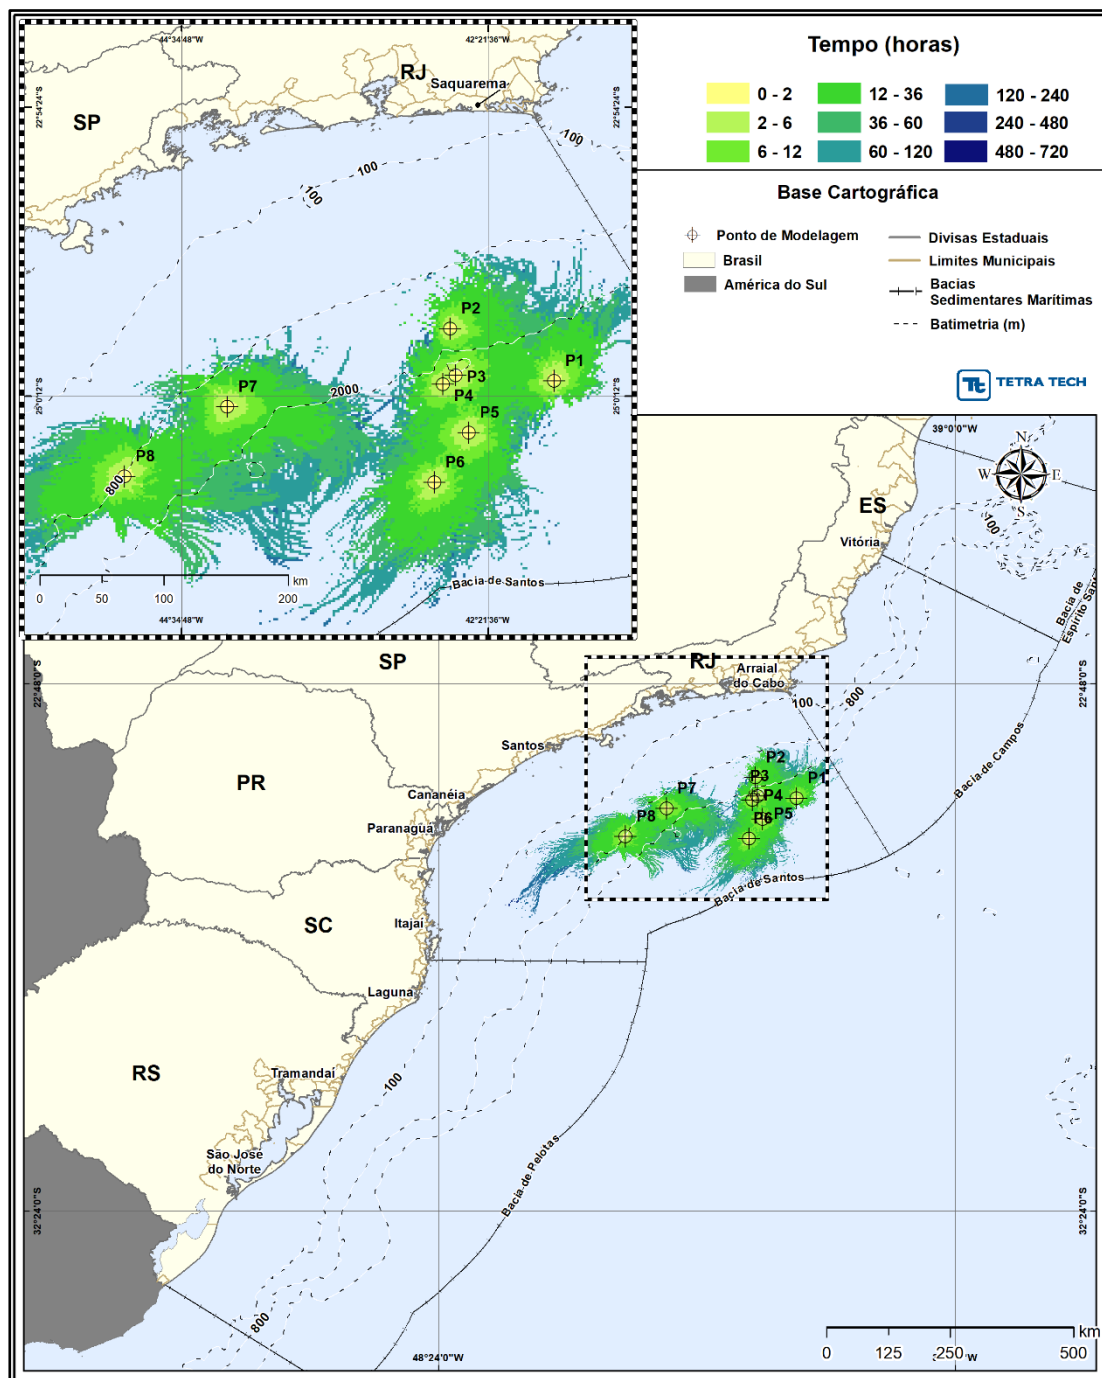 44°34'48"W
42°21'36"W
22°54'24"S
22°54'24"S
RJ
Saquarema
SP
100
100
100
P2
P1
P3
P4
P7
2000
P5
P8
P6
800
25°0'12"S
25°0'12"S
Bacia de Santos
km
0
50
100
200
44°34'48"W
42°21'36"W
Tempo (horas)
0 - 2
12 - 36
120 - 240
2 - 6
36 - 60
240 - 480
6 - 12
60 - 120
480 - 720
Base Cartográfica
Ponto de Modelagem
Divisas Estaduais
Brasil
Limites Municipais
América do Sul
Bacias
Sedimentares Marítimas
Batimetria (m)
Tt
TETRA TECH
39°0'0"W
N
W
E
S
ES
100
Vitória
Bacia de
Espírito San
SP
RJ
Arraial
do Cabo
22°48'0"S
22°48'0"S
100
800
Santos
P2
P3
P1
P7
P4
P8
P6
P5
Bacia de Campos
PR
Cananéia
Paranaguá
Bacia de Santos
SC
Itajaí
Laguna
RS
100
Tramandaí
São José
do Norte
Bacia de Pelotas
32°24'0"S
32°24'0"S
800
km
0
125
250
500
48°24'0"W